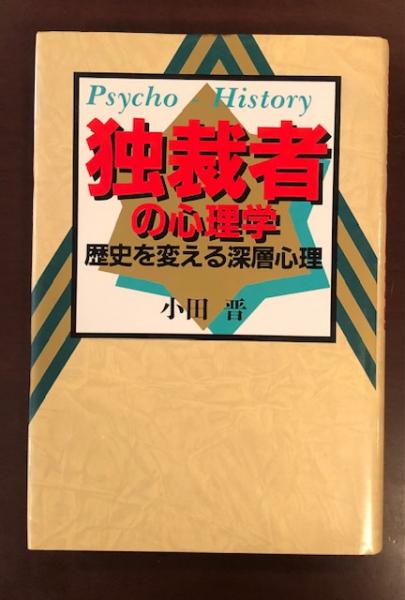 Psycho - History
独裁者
の心理学
歴史を変える深層心理
小田 晋